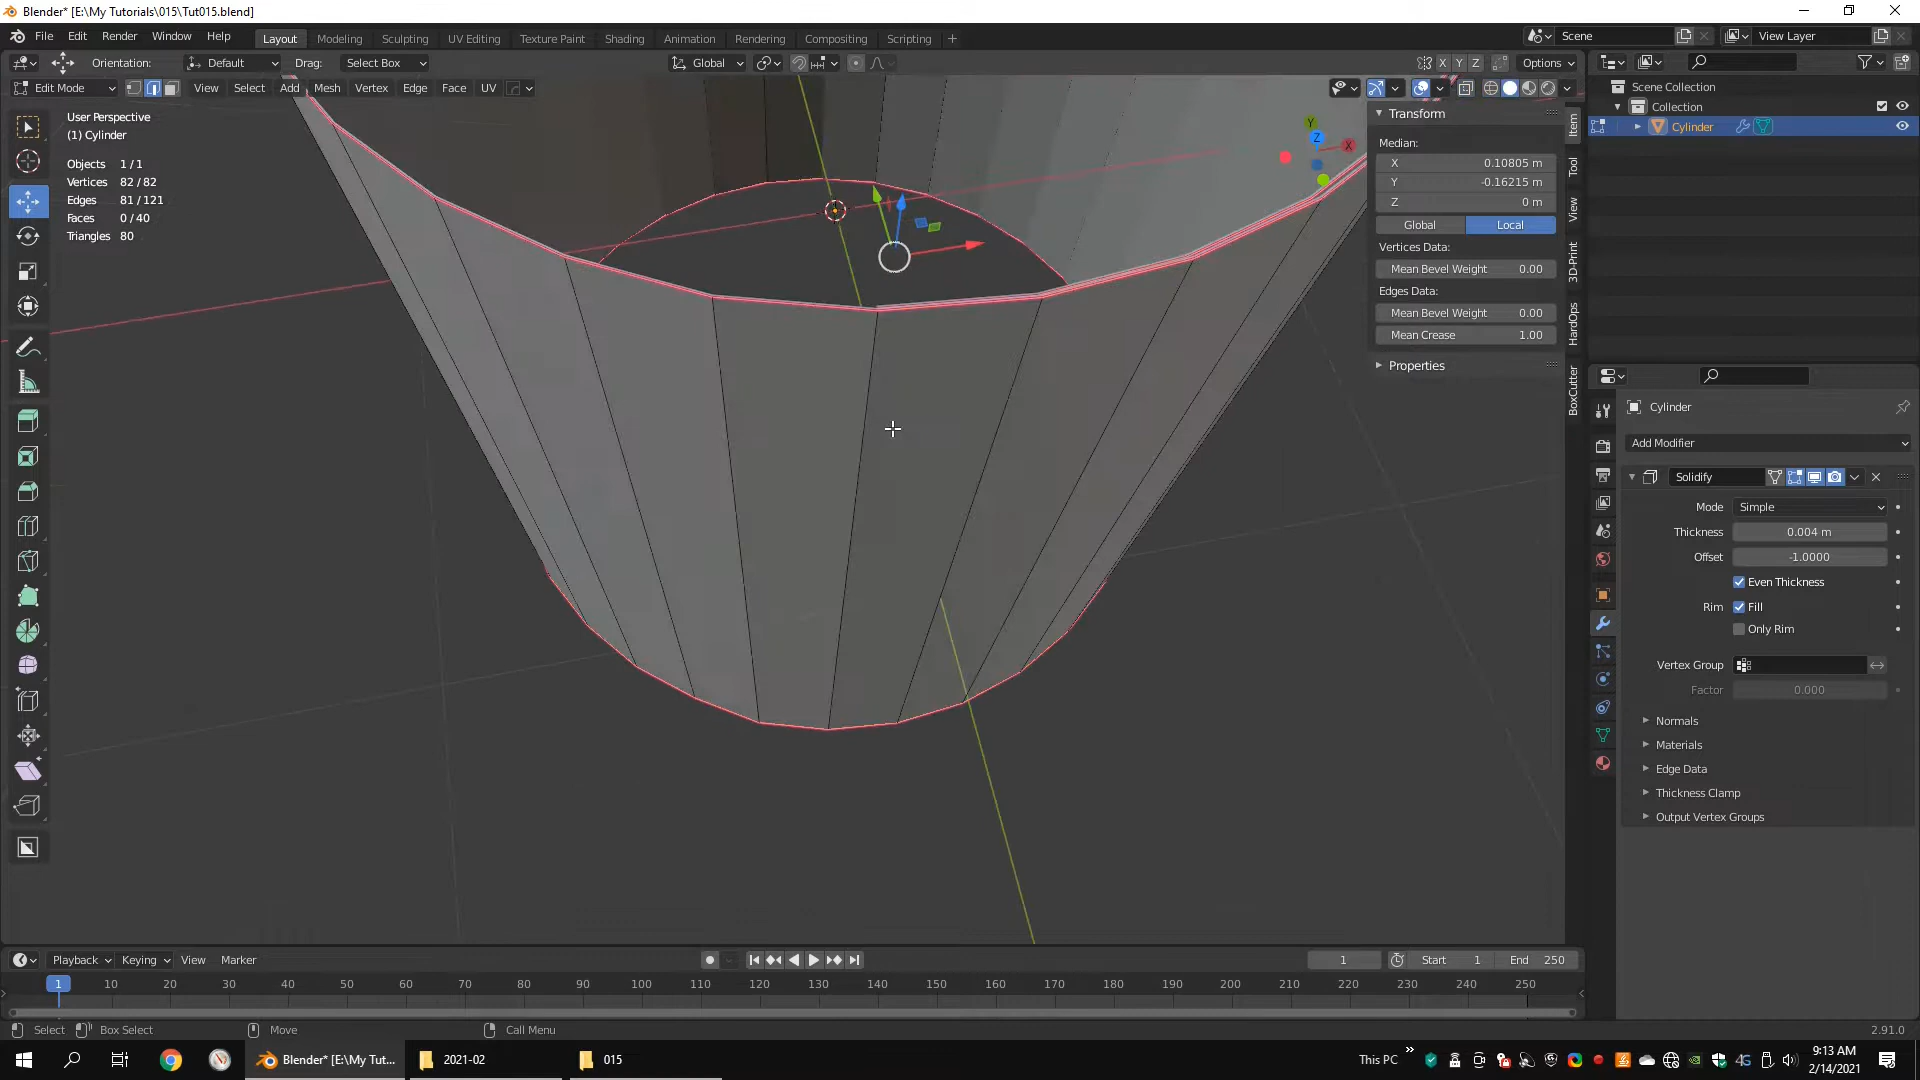 Blender* [E:\My Tutorials\015\Tut015.blend]
File Edit Render Window Help Layout Modeling Sculpting UV Editing Texture Paint Shading Animation Rendering Compositing Scripting +
Scene View Layer
Orientation: Default Drag: Select Box Global X Y Z Options
Edit Mode View Select Add Mesh Vertex Edge Face UV
User Perspective
(1) Cylinder
Objects 1/1
Vertices 82/82
Edges 81/121
Faces 0/40
Triangles 80
Y
Z
X
Transform
Median:
X 0.10805 m
Y -0.16215 m
Z 0 m
Global Local
Vertices Data:
Mean Bevel Weight 0.00
Edges Data:
Mean Bevel Weight 0.00
Mean Crease 1.00
Properties
Item
Tool
View
3D-Print
HardOps
BoxCutter
Scene Collection
Collection
Cylinder
Cylinder
Add Modifier
Solidify
Mode Simple
Thickness 0.004 m
Offset -1.0000
Even Thickness
Rim Fill
Only Rim
Vertex Group
Factor 0.000
Normals
Materials
Edge Data
Thickness Clamp
Output Vertex Groups
Playback Keying View Marker 1 Start 1 End 250
1 10 20 30 40 50 60 70 80 90 100 110 120 130 140 150 160 170 180 190 200 210 220 230 240 250
Select Box Select Move Call Menu 2.91.0
Blender* [E:\My Tut... 2021-02 015 This PC » 4G
9:13 AM
2/14/2021